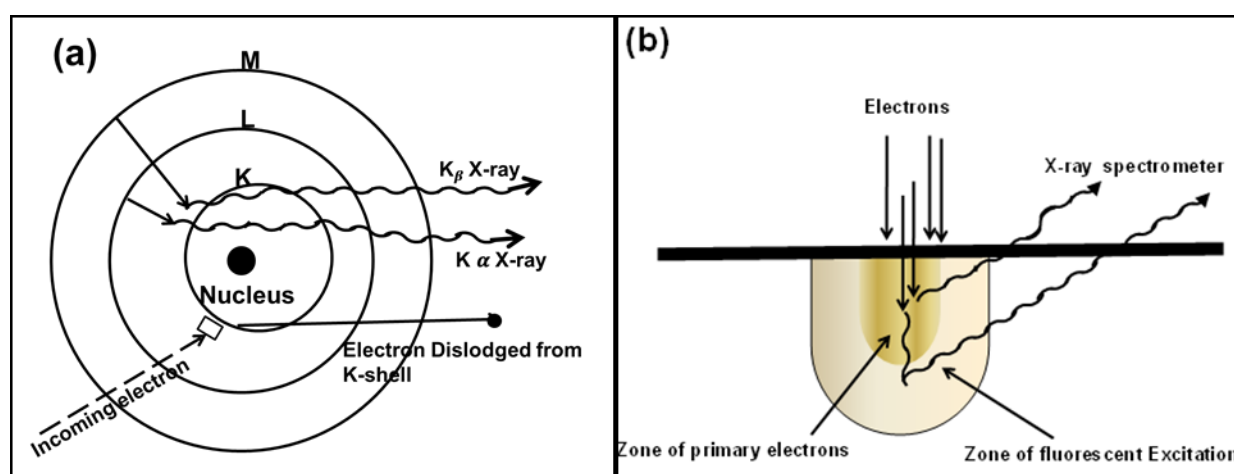 (a)
M
L
K
Kβ X-ray
K α X-ray
Nucleus
Electron Dislodged from
K-shell
Incoming electron
(b)
Electrons
X-ray spectrometer
Zone of primary electrons
Zone of fluorescent Excitation